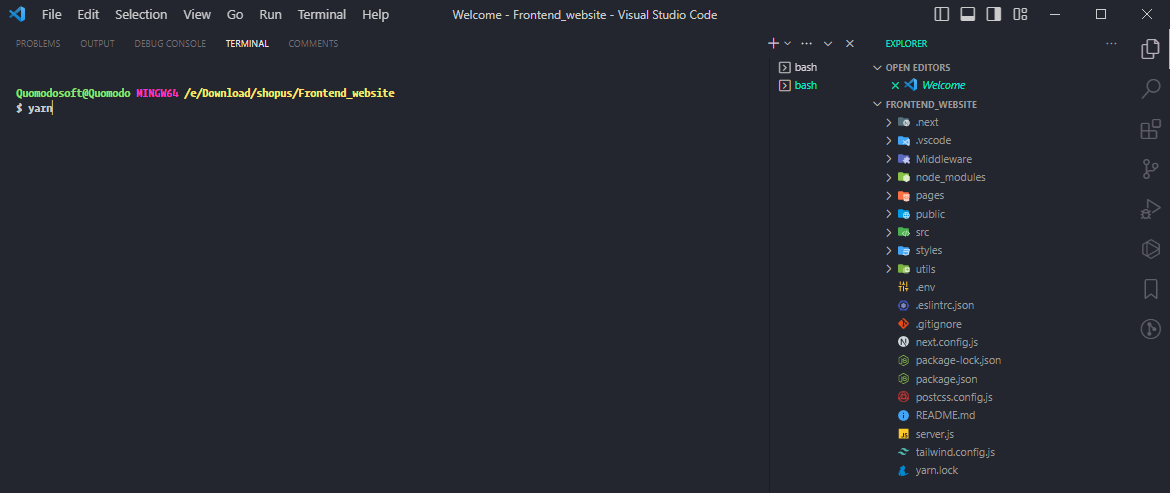 File Edit Selection View Go Run Terminal Help Welcome - Frontend_website - Visual Studio Code
PROBLEMS OUTPUT DEBUG CONSOLE TERMINAL COMMENTS
Quomodosoft@Quomodo MINGW64 /e/Download/shopus/Frontend_website
$ yarn
bash
bash
EXPLORER
OPEN EDITORS
Welcome
FRONTEND_WEBSITE
.next
.vscode
Middleware
node_modules
pages
public
src
styles
utils
.env
.eslintrc.json
.gitignore
next.config.js
package-lock.json
package.json
postcss.config.js
README.md
server.js
tailwind.config.js
yarn.lock